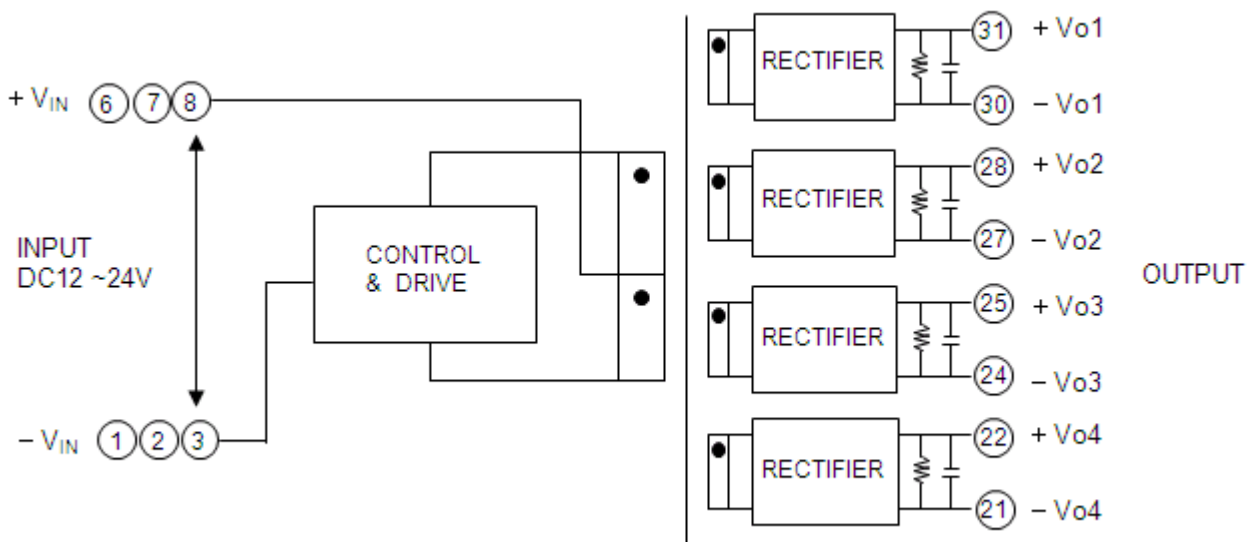 + VIN 6 7 8
INPUT
DC12 ~24V
− VIN 1 2 3
CONTROL
& DRIVE
RECTIFIER
31 + Vo1
30 − Vo1
RECTIFIER
28 + Vo2
27 − Vo2
RECTIFIER
25 + Vo3
24 − Vo3
RECTIFIER
22 + Vo4
21 − Vo4
OUTPUT